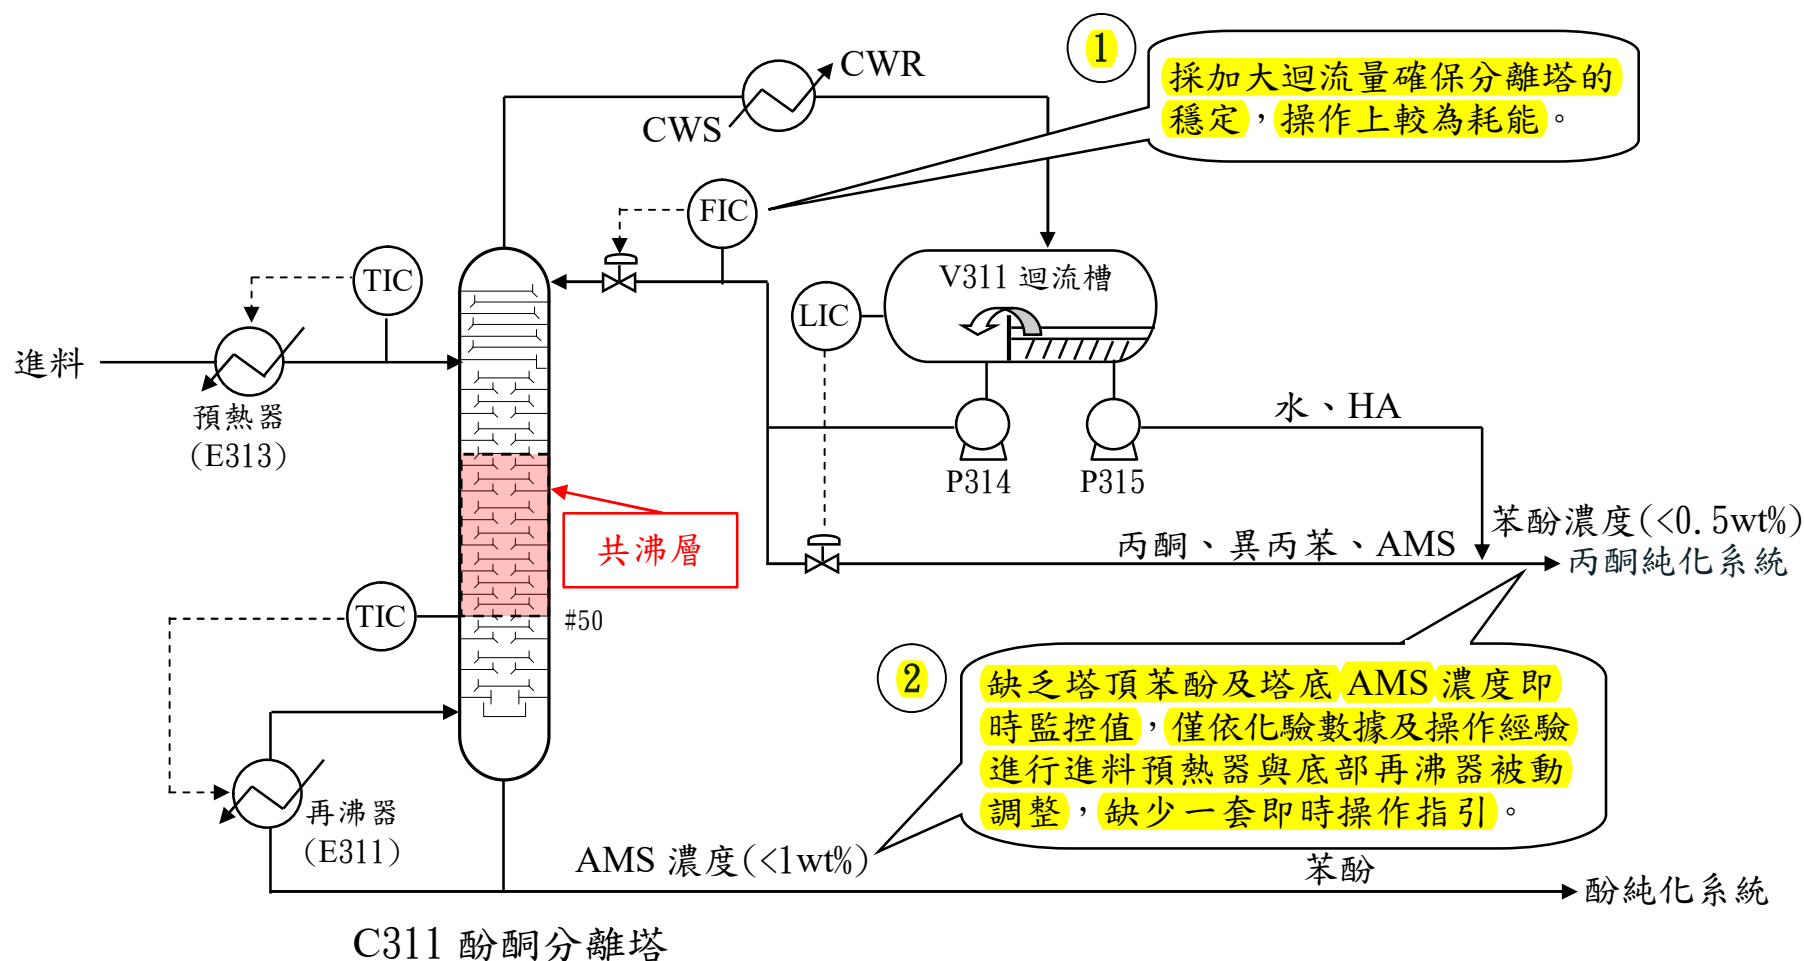 1
採加大迴流量確保分離塔的
穩定，操作上較為耗能。
CWR
CWS
FIC
TIC
V311 迴流槽
LIC
進料
預熱器
(E313)
水、HA
P314
P315
苯酚濃度(<0.5wt%)
共沸層
丙酮、異丙苯、AMS
丙酮純化系統
TIC
#50
2
缺乏塔頂苯酚及塔底 AMS 濃度即
時監控值，僅依化驗數據及操作經驗
進行進料預熱器與底部再沸器被動
調整，缺少一套即時操作指引。
再沸器
(E311)
AMS 濃度(<1wt%)
苯酚
酚純化系統
C311 酚酮分離塔